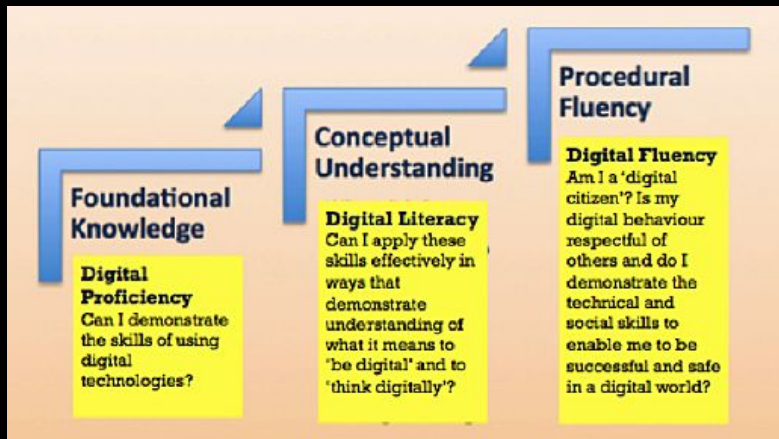 Foundational
Knowledge
Digital
Proficiency
Can I demonstrate
the skills of using
digital
technologies?
Conceptual
Understanding
Digital Literacy
Can I apply these
skills effectively in
ways that
demonstrate
understanding of
what it means to
'be digital' and to
'think digitally'?
Procedural
Fluency
Digital Fluency
Am I a 'digital
citizen'? Is my
digital behaviour
respectful of
others and do I
demonstrate the
technical and
social skills to
enable me to be
successful and safe
in a digital world?